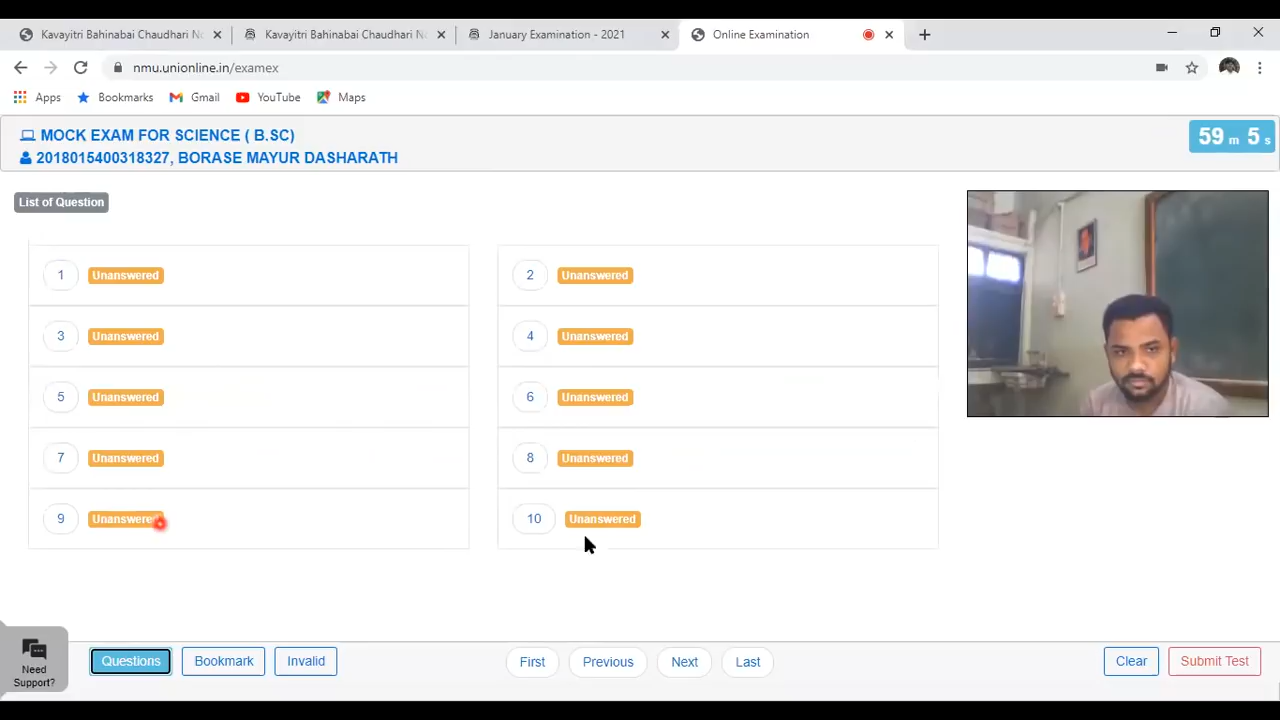 Kavayitri Bahinabai Chaudhari No
Kavayitri Bahinabai Chaudhari No
January Examination - 2021
Online Examination
nmu.unionline.in/examex
Apps
Bookmarks
Gmail
YouTube
Maps
MOCK EXAM FOR SCIENCE ( B.SC)
2018015400318327, BORASE MAYUR DASHARATH
59 m 5 s
List of Question
1 Unanswered
2 Unanswered
3 Unanswered
4 Unanswered
5 Unanswered
6 Unanswered
7 Unanswered
8 Unanswered
9 Unanswered
10 Unanswered
Need
Support?
Questions
Bookmark
Invalid
First
Previous
Next
Last
Clear
Submit Test